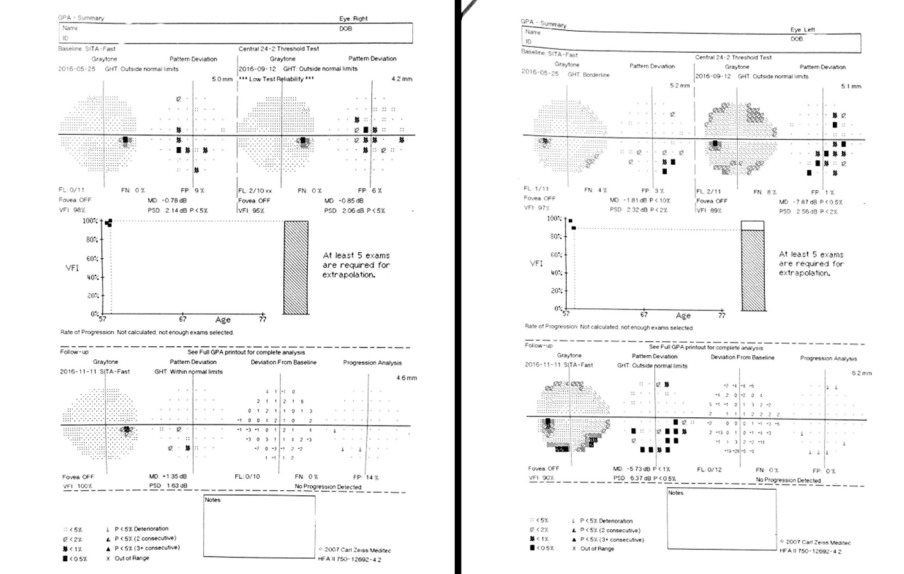 GPA - Summary
Eye: Right
Name
DOB:
ID:
Baseline: SITA-Fast
Central 24-2 Threshold Test
Graytone
Pattern Deviation
Graytone
Pattern Deviation
2016-05-25 GHT: Outside normal limits
2016-09-12 GHT: Outside normal limits
5.0 mm
*** Low Test Reliability ***
4.2 mm
FL: 0/11
FN: 0%
FP: 9%
FL: 2/10 xx
FN: 0%
FP: 6%
Fovea: OFF
MD: -0.78 dB
Fovea: OFF
MD: -0.85 dB
VFI: 98%
PSD: 2.14 dB P<5%
VFI: 95%
PSD: 2.06 dB P<5%
100%
80%
60%
VFI
40%
20%
0%
57
Age
67
77
At least 5 exams
are required for
extrapolation.
Rate of Progression: Not calculated, not enough exams selected.
Follow-up
See Full GPA printout for complete analysis
Graytone
Pattern Deviation
Deviation From Baseline
Progression Analysis
2016-11-11 SITA-Fast
GHT: Within normal limits
4.6 mm
Fovea: OFF
MD: +1.35 dB
FL: 0/10
FN: 0%
FP: 14%
VFI: 100%
PSD: 1.63 dB
No Progression Detected
Notes
<5%
P<5% Deterioration
<2%
P<5% (2 consecutive)
<1%
P<5% (3+ consecutive)
<0.5%
X Out of Range
© 2007 Carl Zeiss Meditec
HFA II 750-12692-4.2
GPA - Summary
Eye: Left
Name
DOB:
ID:
Baseline: SITA-Fast
Central 24-2 Threshold Test
Graytone
Pattern Deviation
Graytone
Pattern Deviation
2016-05-25 GHT: Borderline
2016-09-12 GHT: Outside normal limits
5.2 mm
5.1 mm
FL: 1/11
FN: 4%
FP: 3%
FL: 2/11
FN: 8%
FP: 1%
Fovea: OFF
MD: -1.81 dB P<10%
Fovea: OFF
MD: -7.87 dB P<0.5%
VFI: 97%
PSD: 2.32 dB P<2%
VFI: 89%
PSD: 2.55 dB P<2%
100%
80%
60%
VFI
40%
20%
0%
57
Age
67
77
At least 5 exams
are required for
extrapolation.
Rate of Progression: Not calculated, not enough exams selected.
Follow-up
See Full GPA printout for complete analysis
Graytone
Pattern Deviation
Deviation From Baseline
Progression Analysis
2016-11-11 SITA-Fast
GHT: Outside normal limits
5.2 mm
Fovea: OFF
MD: -5.73 dB P<1%
FL: 0/12
FN: 0%
FP: 0%
VFI: 90%
PSD: 6.37 dB P<0.5%
No Progression Detected
Notes
<5%
P<5% Deterioration
<2%
P<5% (2 consecutive)
<1%
P<5% (3+ consecutive)
<0.5%
X Out of Range
© 2007 Carl Zeiss Meditec
HFA II 750-12692-4.2